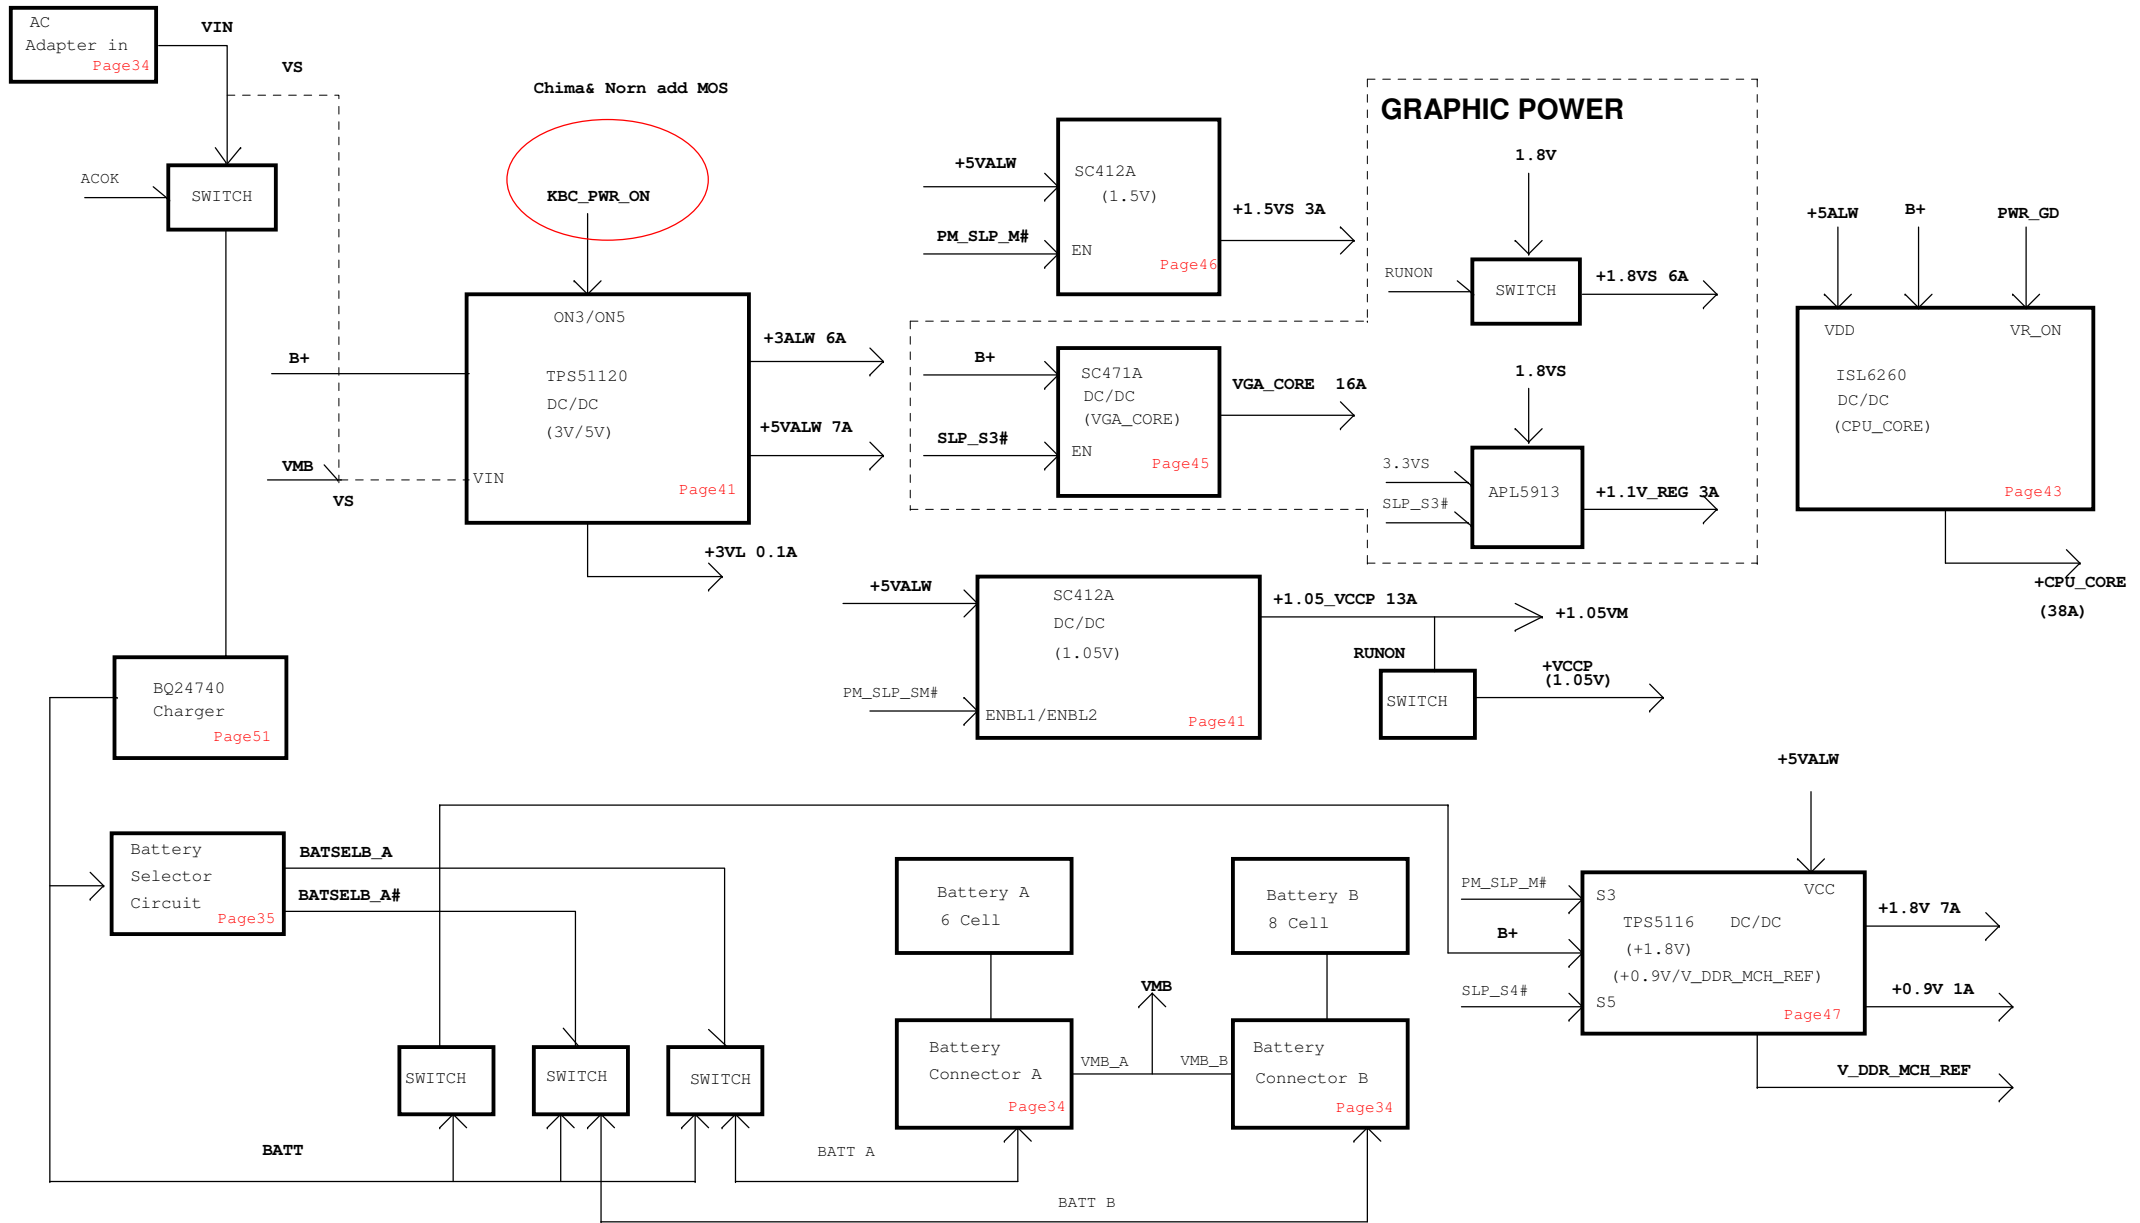 AC
Adapter in
Page34
VIN
VS
ACOK
SWITCH
Chima& Norn add MOS
KBC_PWR_ON
ON3/ON5
B+
TPS51120
DC/DC
(3V/5V)
VMB
VS
VIN
Page41
+3ALW 6A
+5VALW 7A
+3VL 0.1A
+5VALW
SC412A
(1.5V)
PM_SLP_M#
EN
Page46
+1.5VS 3A
B+
SC471A
DC/DC
(VGA_CORE)
SLP_S3#
EN
Page45
VGA_CORE 16A
GRAPHIC POWER
1.8V
RUNON
SWITCH
+1.8VS 6A
1.8VS
3.3VS
SLP_S3#
APL5913
+1.1V_REG 3A
+5ALW
B+
PWR_GD
VDD
VR_ON
ISL6260
DC/DC
(CPU_CORE)
Page43
+CPU_CORE
(38A)
+5VALW
SC412A
DC/DC
(1.05V)
PM_SLP_SM#
ENBL1/ENBL2
Page41
+1.05_VCCP 13A
+1.05VM
RUNON
SWITCH
+VCCP
(1.05V)
BQ24740
Charger
Page51
Battery
Selector
Circuit
Page35
BATSELB_A
BATSELB_A#
SWITCH
SWITCH
SWITCH
BATT
BATT A
BATT B
Battery A
6 Cell
Battery B
8 Cell
Battery
Connector A
Page34
VMB_A
VMB
VMB_B
Battery
Connector B
Page34
+5VALW
PM_SLP_M#
S3
VCC
B+
TPS5116 DC/DC
(+1.8V)
(+0.9V/V_DDR_MCH_REF)
SLP_S4#
S5
Page47
+1.8V 7A
+0.9V 1A
V_DDR_MCH_REF